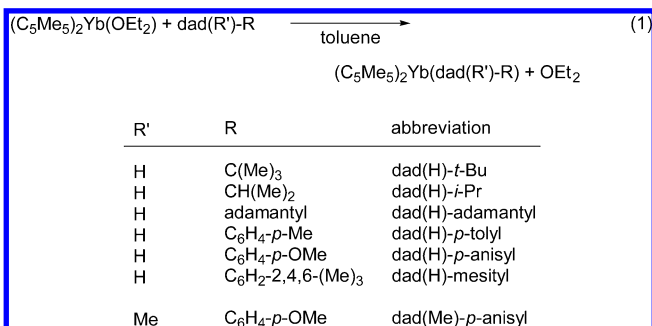 (C5Me5)2Yb(OEt2) + dad(R')-R (1)
toluene
(C5Me5)2Yb(dad(R')-R) + OEt2
R' R abbreviation
H C(Me)3 dad(H)-t-Bu
H CH(Me)2 dad(H)-i-Pr
H adamantyl dad(H)-adamantyl
H C6H4-p-Me dad(H)-p-tolyl
H C6H4-p-OMe dad(H)-p-anisyl
H C6H2-2,4,6-(Me)3 dad(H)-mesityl
Me C6H4-p-OMe dad(Me)-p-anisyl